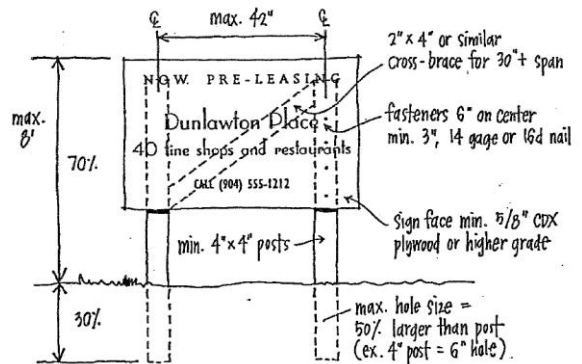 ℄
max. 42"
℄
2" x 4" or similar
cross-brace for 30"+ span
NOW PRE-LEASING
fasteners 6" on center
min. 3", 14 gage or 16d nail
Dunlawton Place
40 fine shops and restaurants
CALL (904) 555-1212
max.
8'
70%
sign face min. 5/8" CDX
plywood or higher grade
min. 4" x 4" posts
30%
max. hole size =
50% larger than post
(ex. 4" post = 6" hole)